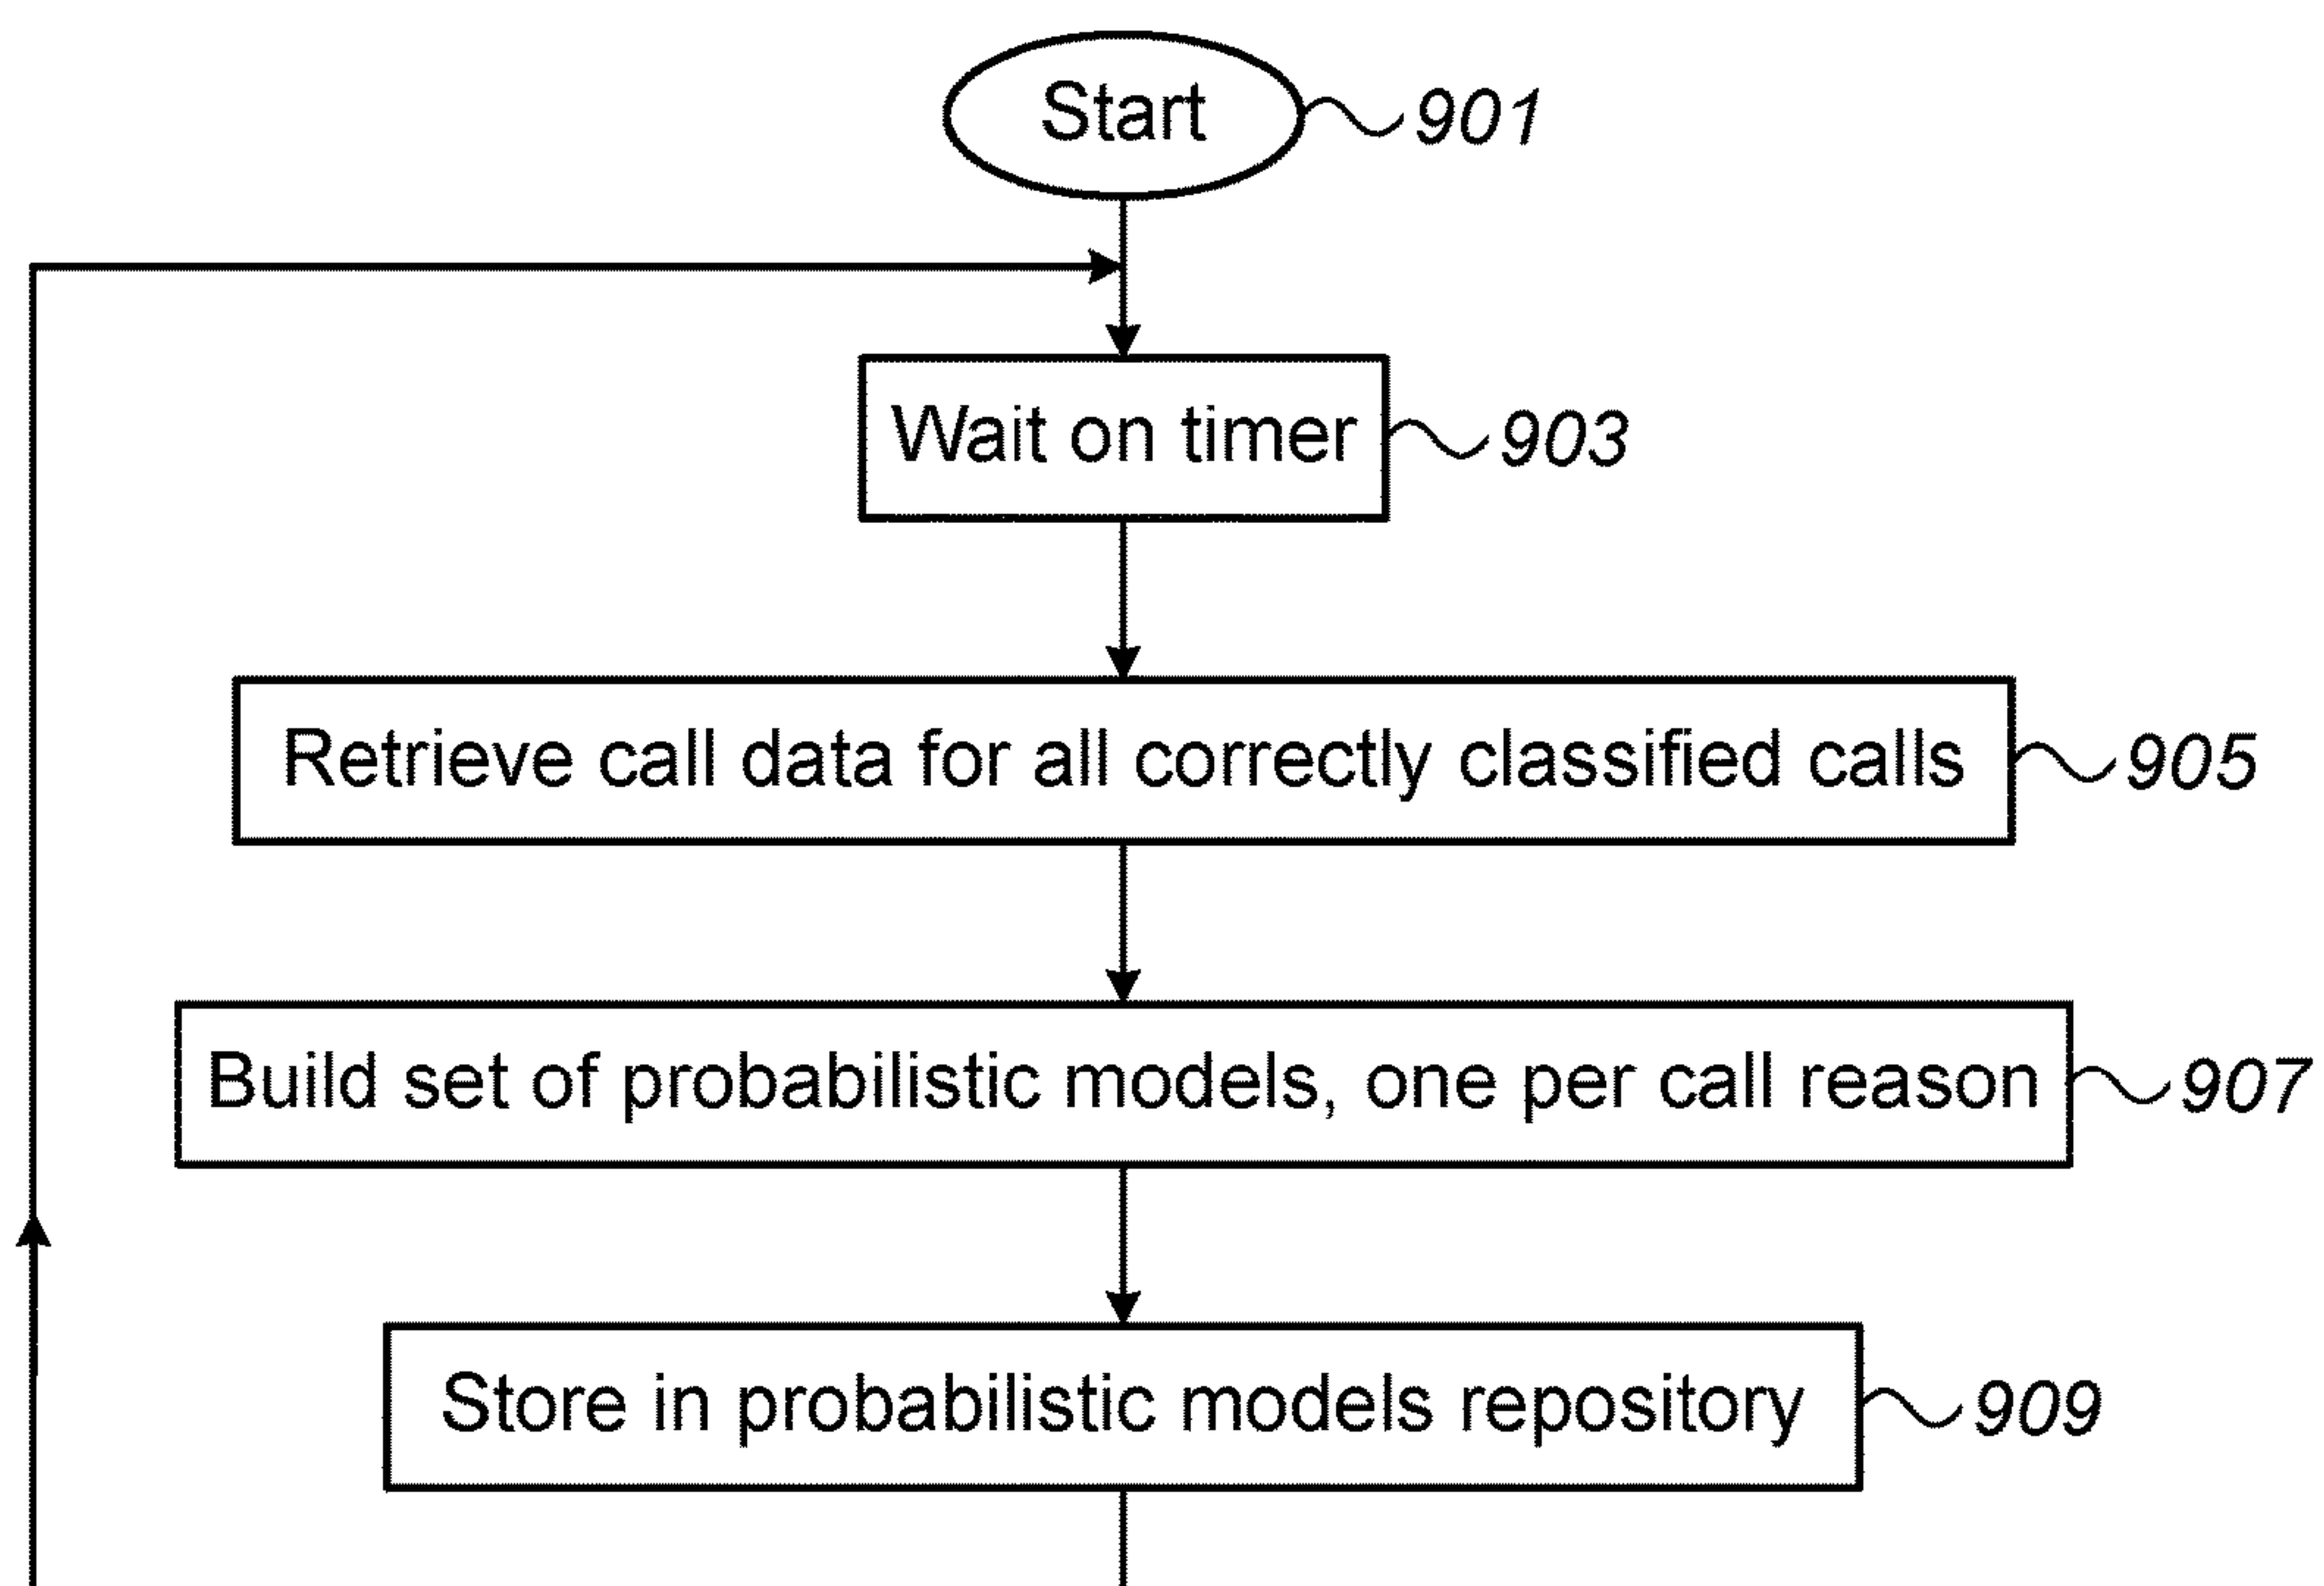 Start 901
Wait on timer 903
Retrieve call data for all correctly classified calls 905
Build set of probabilistic models, one per call reason 907
Store in probabilistic models repository 909